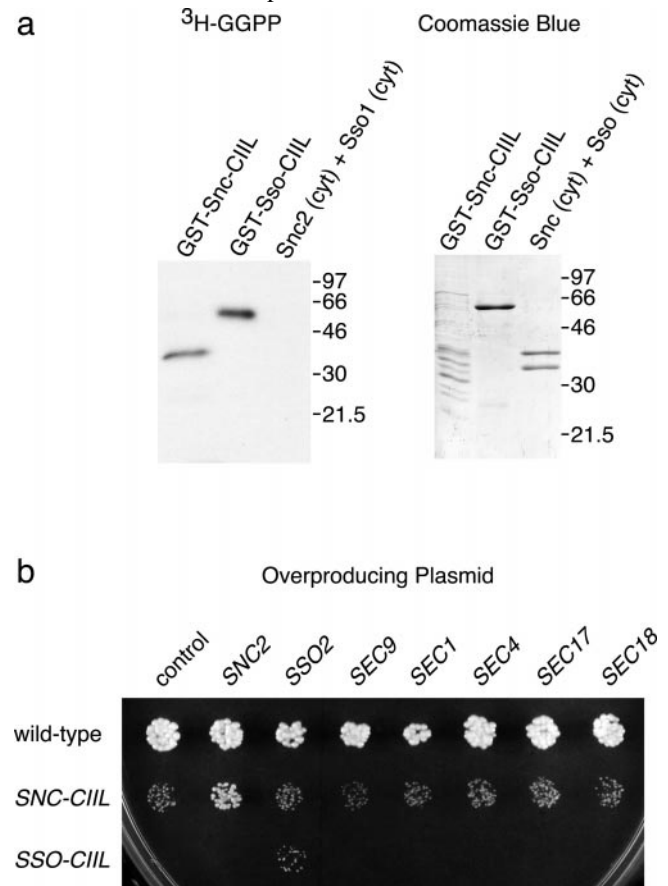 a
³H-GGPP
Coomassie Blue
GST-Snc-CIIL
GST-Sso-CIIL
Snc2 (cyt) + Sso1 (cyt)
-97
-66
-46
-30
-21.5
GST-Snc-CIIL
GST-Sso-CIIL
Snc (cyt) + Sso (cyt)
-97
-66
-46
-30
-21.5
b
Overproducing Plasmid
control
SNC2
SSO2
SEC9
SEC1
SEC4
SEC17
SEC18
wild-type
SNC-CIIL
SSO-CIIL